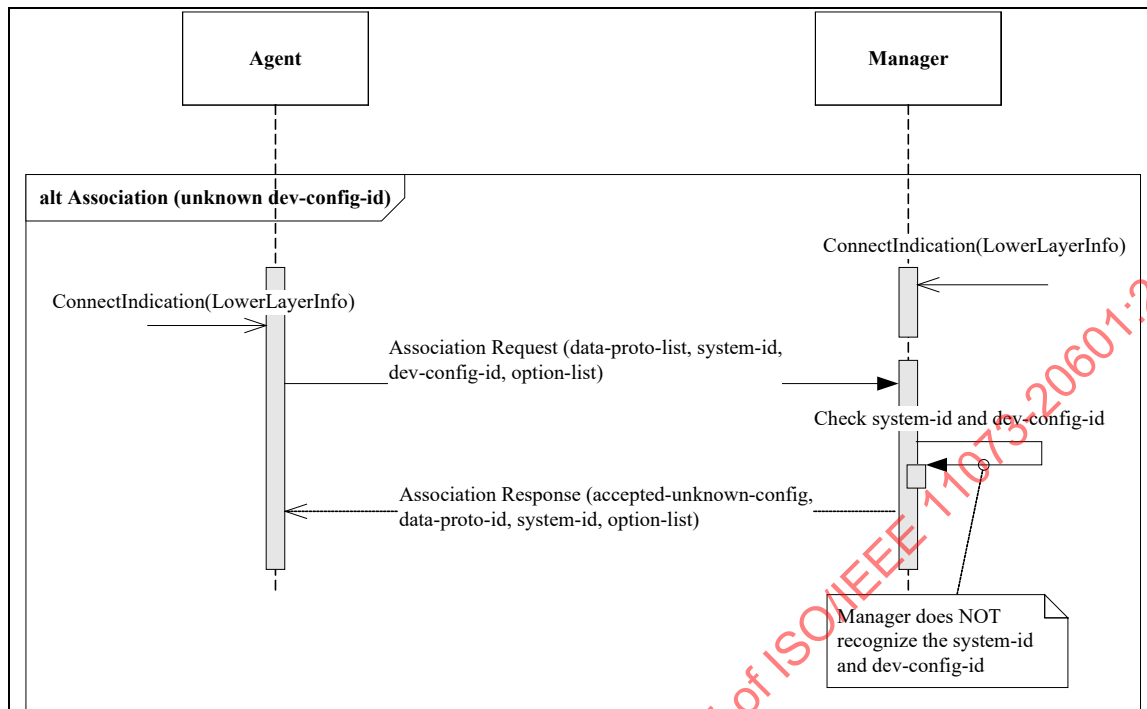 Agent
Manager
alt Association (unknown dev-config-id)
ConnectIndication(LowerLayerInfo)
ConnectIndication(LowerLayerInfo)
Association Request (data-proto-list, system-id,
dev-config-id, option-list)
Check system-id and dev-config-id
Association Response (accepted-unknown-config,
data-proto-id, system-id, option-list)
Manager does NOT
recognize the system-id
and dev-config-id
of ISO/IEEE 11073-20601:2